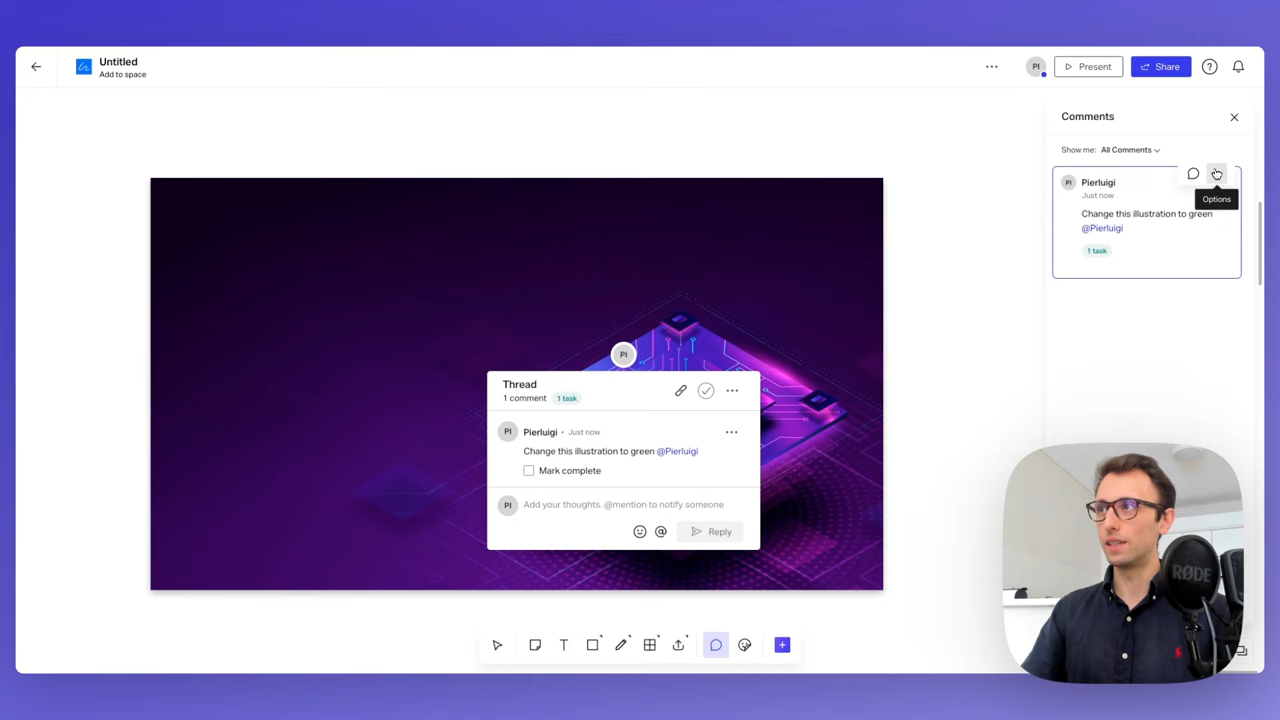 Untitled
Add to space
PI
Present
Share
Comments
Show me: All Comments
PI
Pierluigi
Just now
Options
Change this illustration to green
@Pierluigi
1 task
PI
Thread
1 comment 1 task
PI
Pierluigi • Just now
Change this illustration to green @Pierluigi
Mark complete
PI
Add your thoughts. @mention to notify someone
Reply
RØDE